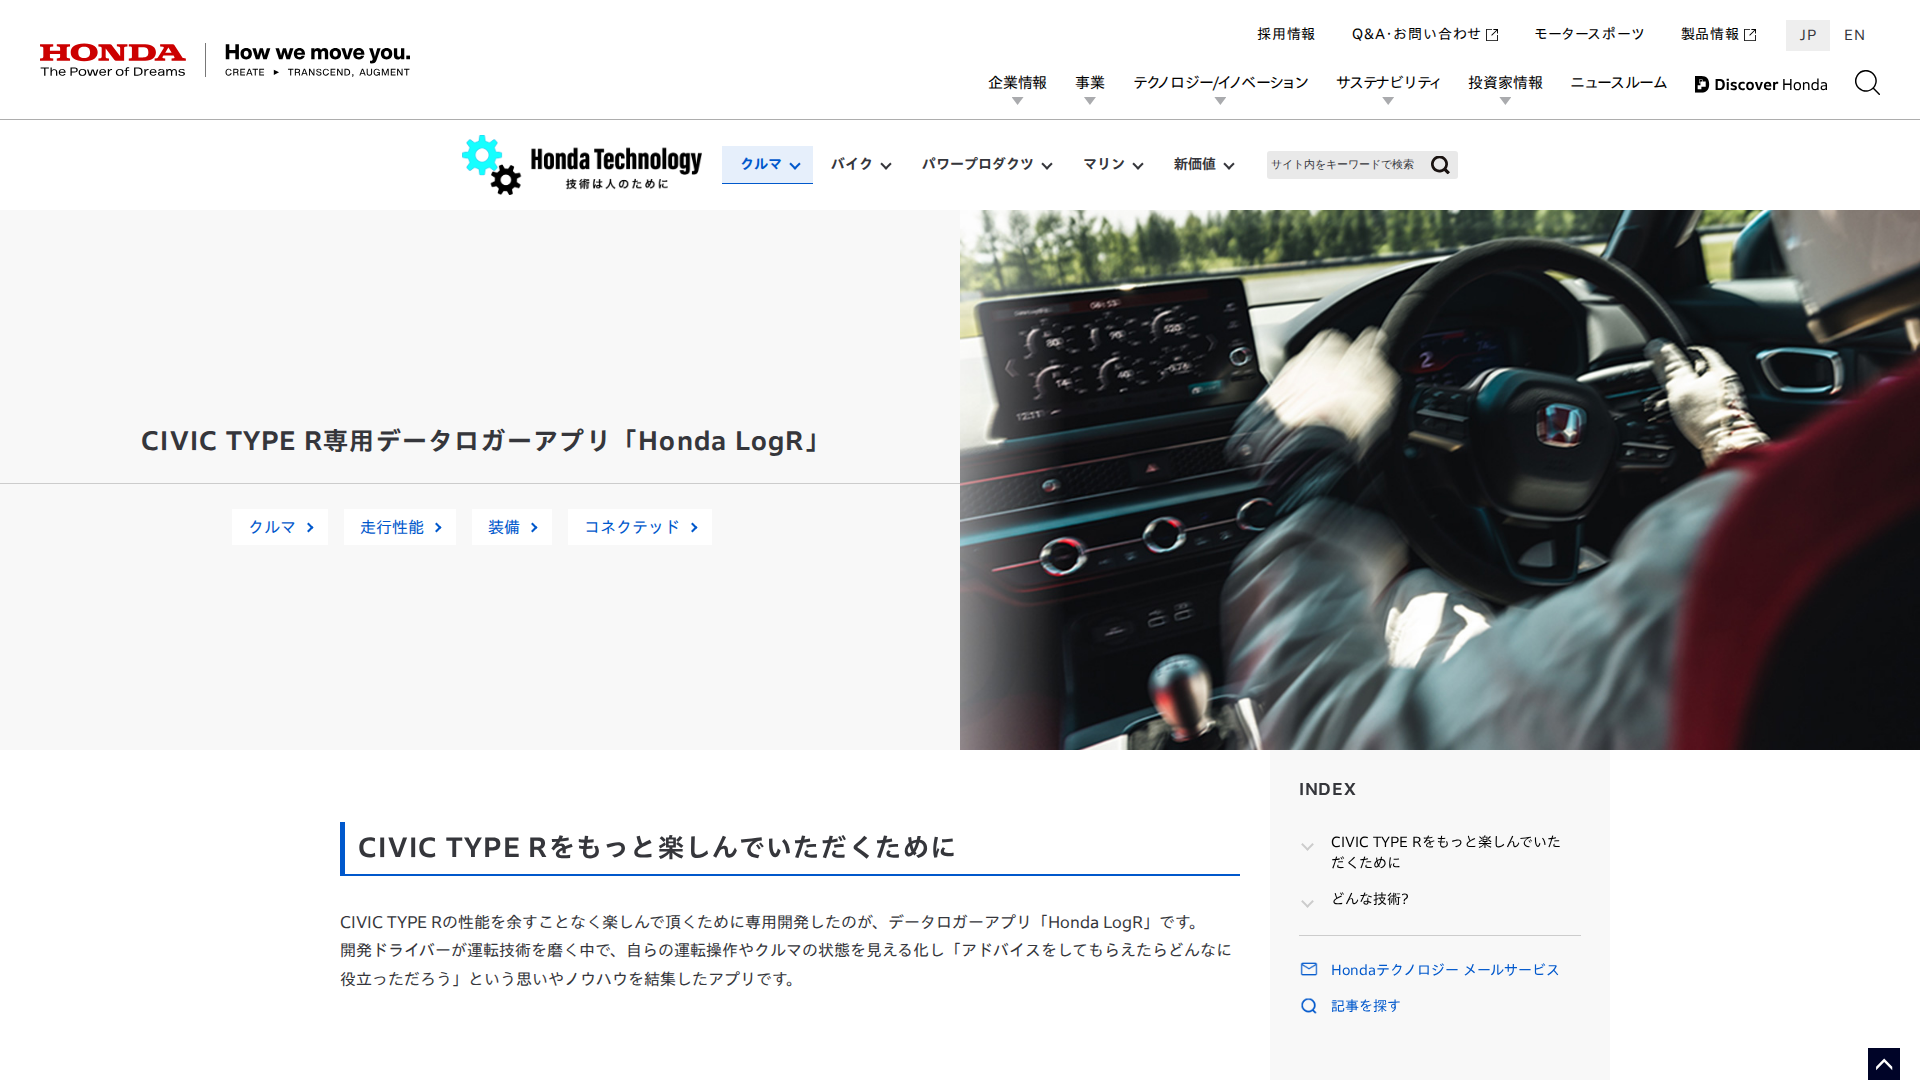 HONDA
The Power of Dreams
How we move you.
CREATE ▶ TRANSCEND, AUGMENT
採用情報
Q&A・お問い合わせ
モータースポーツ
製品情報
JP
EN
企業情報
事業
テクノロジー/イノベーション
サステナビリティ
投資家情報
ニュースルーム
Discover Honda
Honda Technology
技術は人のために
クルマ
バイク
パワープロダクツ
マリン
新価値
サイト内をキーワードで検索
CIVIC TYPE R専用データロガーアプリ「Honda LogR」
クルマ
走行性能
装備
コネクテッド
CIVIC TYPE Rをもっと楽しんでいただくために
CIVIC TYPE Rの性能を余すことなく楽しんで頂くために専用開発したのが、データロガーアプリ「Honda LogR」です。
開発ドライバーが運転技術を磨く中で、自らの運転操作やクルマの状態を見える化し「アドバイスをしてもらえたらどんなに
役立っただろう」という思いやノウハウを結集したアプリです。
INDEX
CIVIC TYPE Rをもっと楽しんでいた
だくために
どんな技術?
Hondaテクノロジー メールサービス
記事を探す